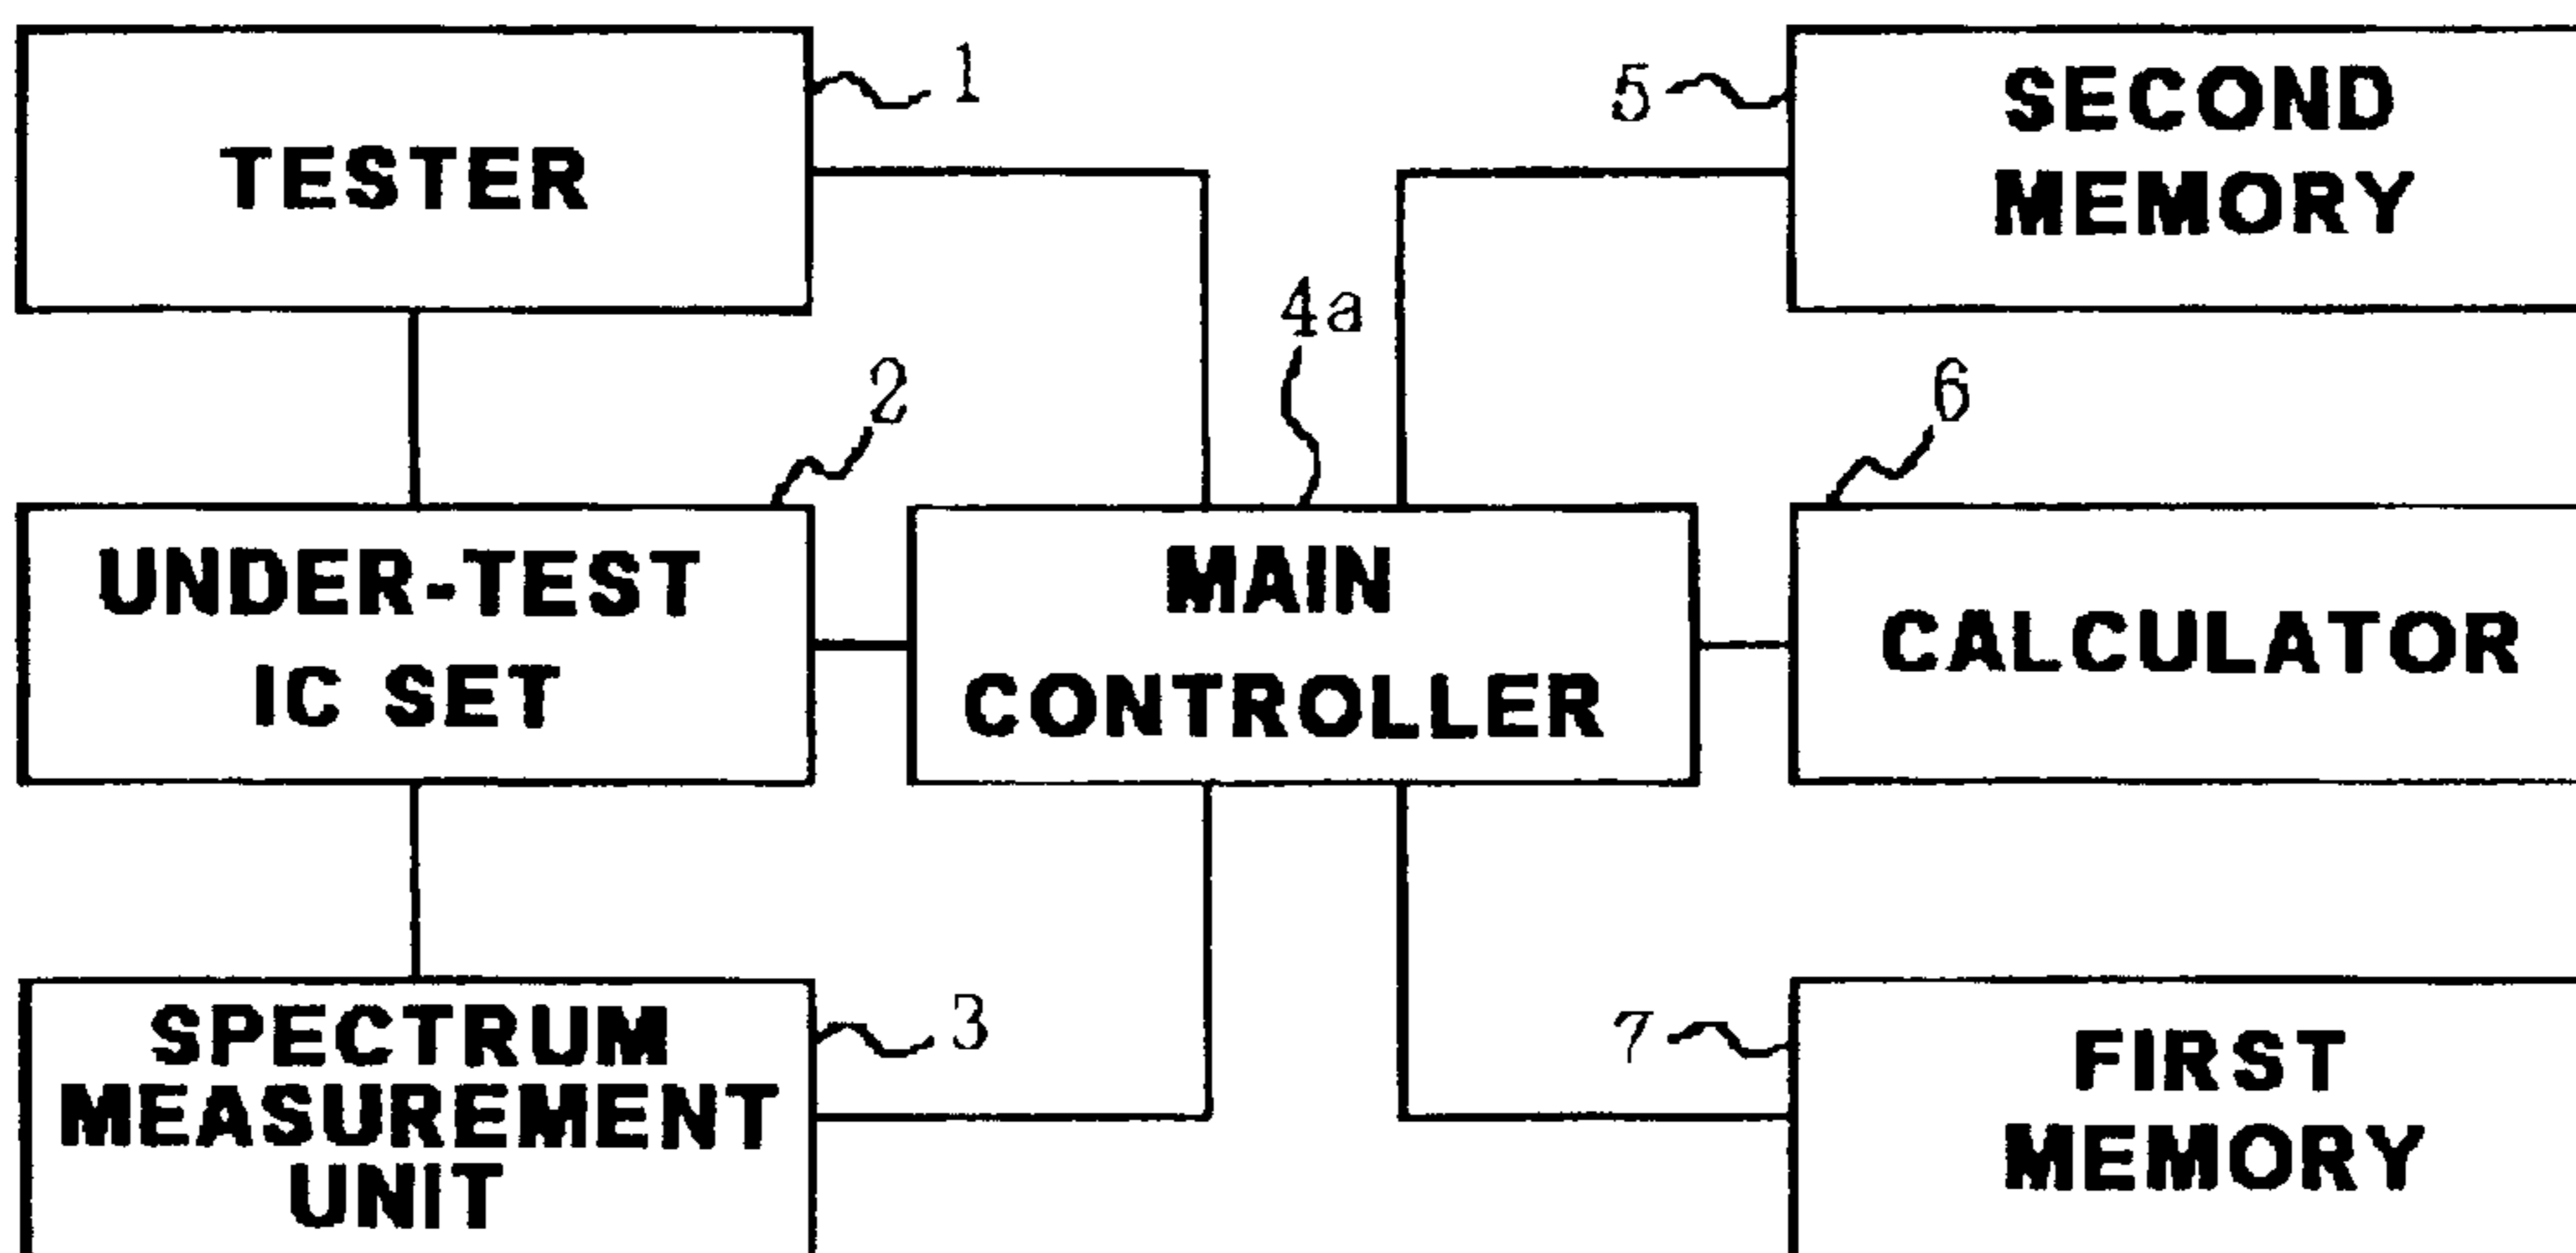 1
TESTER
5
SECOND
MEMORY
4a
2
UNDER-TEST
IC SET
MAIN
CONTROLLER
6
CALCULATOR
3
SPECTRUM
MEASUREMENT
UNIT
7
FIRST
MEMORY